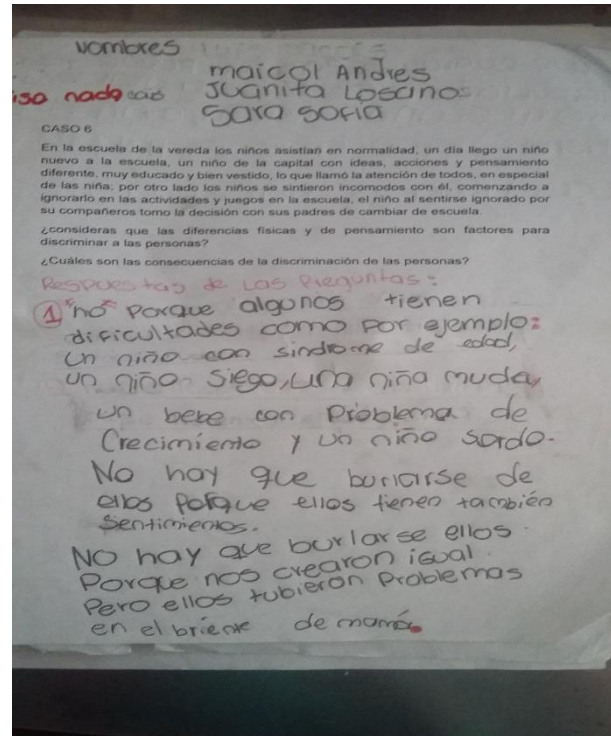 nombres
maicol Andres
iso nado cas Juanita Loscano
Sara Sofia
CASO 6
En la escuela de la vereda los niños asistían en normalidad, un día llego un niño
nuevo a la escuela, un niño de la capital con ideas, acciones y pensamiento
diferente, muy educado y bien vestido, lo que llamó la atención de todos, en especial
de las niña; por otro lado los niños se sintieron incomodos con él, comenzando a
ignorarlo en las actividades y juegos en la escuela, el niño al sentirse ignorado por
su compañeros tomo la decisión con sus padres de cambiar de escuela.
¿consideras que las diferencias físicas y de pensamiento son factores para
discriminar a las personas?
¿Cuáles son las consecuencias de la discriminación de las personas?
Respuestas de Las Preguntas:
1 "no" Porque algunos tienen
dificultades como por ejemplo:
Un niño con sindrome de edad,
un niño siego, una niña muda,
un bebe con Problema de
Crecimiento y un niño sordo.
No hay que burlarse de
ellos Porque ellos tienen también
Sentimientos.
No hay que burlarse ellos
Porque nos crearon igual.
Pero ellos tubieron Problemas
en el briente de mamá.